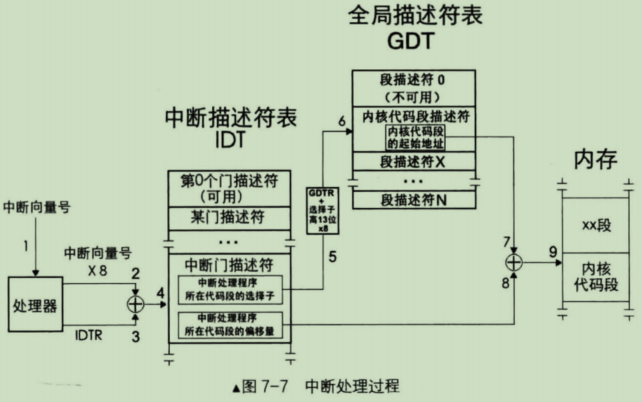 全局描述符表
GDT
段描述符 0
（不可用）
内核代码段描述符
内核代码段
的起始地址
段描述符X
...
段描述符N
6
中断描述符表
IDT
第0个门描述符
（可用）
某门描述符
...
中断门描述符
中断处理程序
所在代码段的选择子
中断处理程序
所在代码段的偏移量
GDTR
+
选择子
高13位
x8
5
内存
xx段
内核
代码段
中断向量号
1
处理器
中断向量号
X 8
2
IDTR
3
4
7
8
9
▲图 7-7 中断处理过程